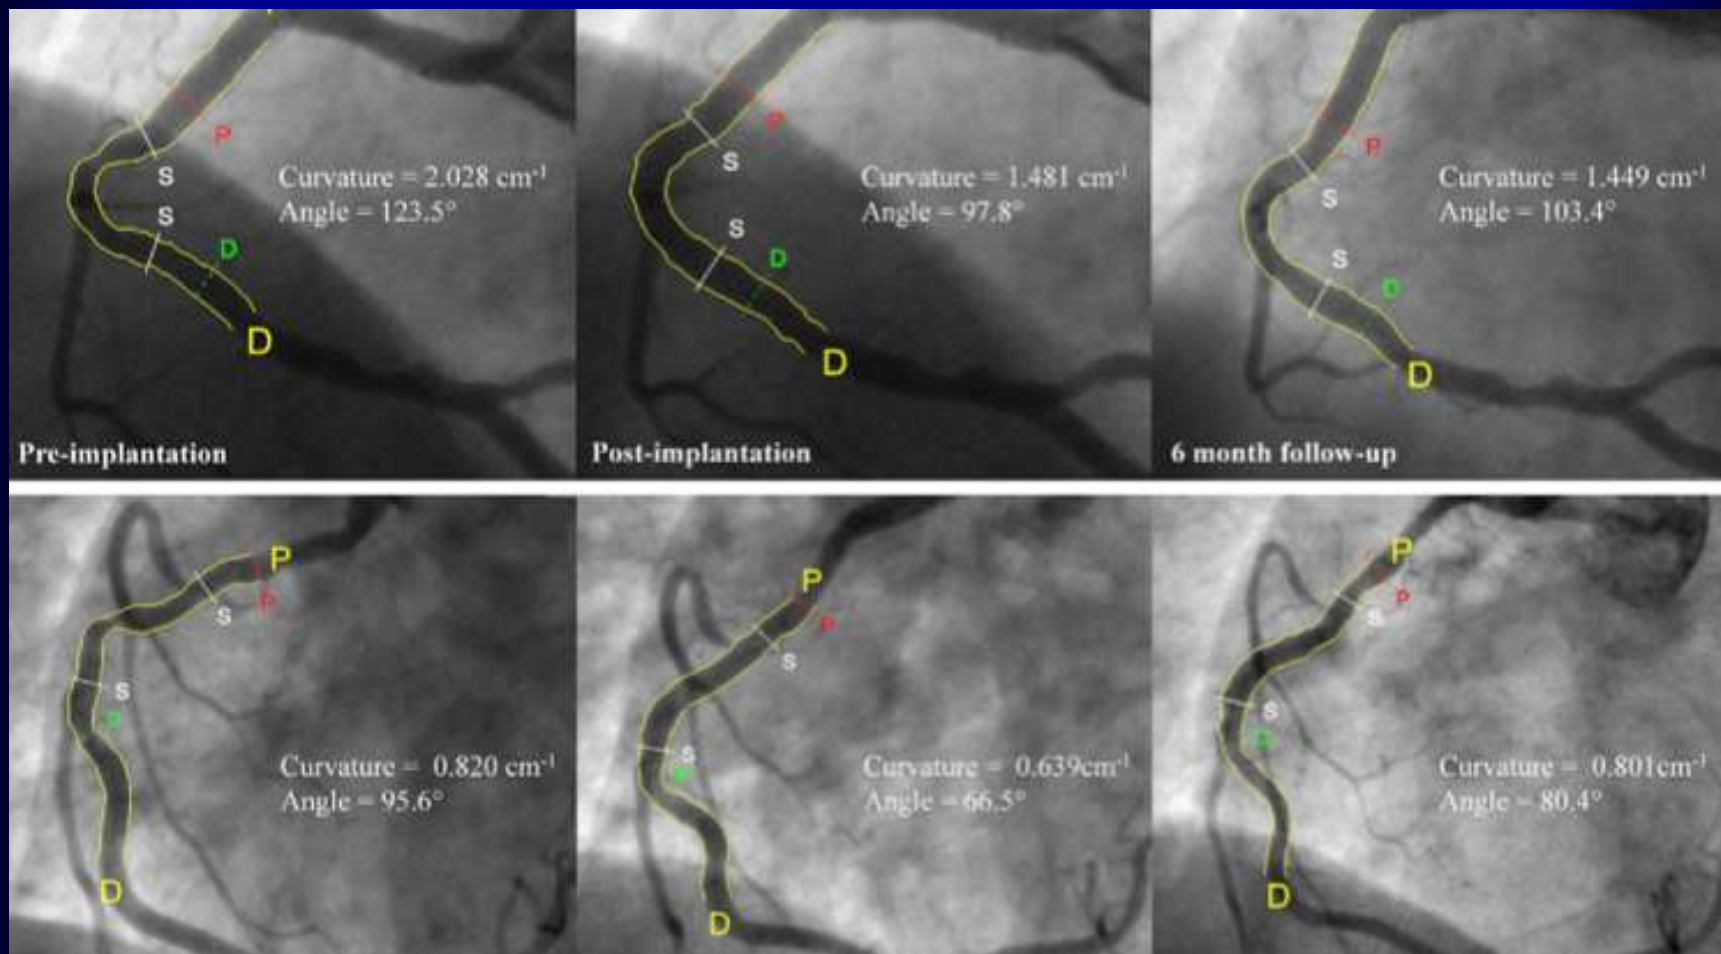 P
S
S
D
D
Curvature = 2.028 cm-1
Angle = 123.5°
Pre-implantation
P
S
S
D
D
Curvature = 1.481 cm-1
Angle = 97.8°
Post-implantation
P
S
S
D
D
Curvature = 1.449 cm-1
Angle = 103.4°
6 month follow-up
P
P
S
S
D
Curvature = 0.820 cm-1
Angle = 95.6°
P
P
S
S
D
Curvature = 0.639cm-1
Angle = 66.5°
P
P
S
S
D
Curvature = 0.801cm-1
Angle = 80.4°